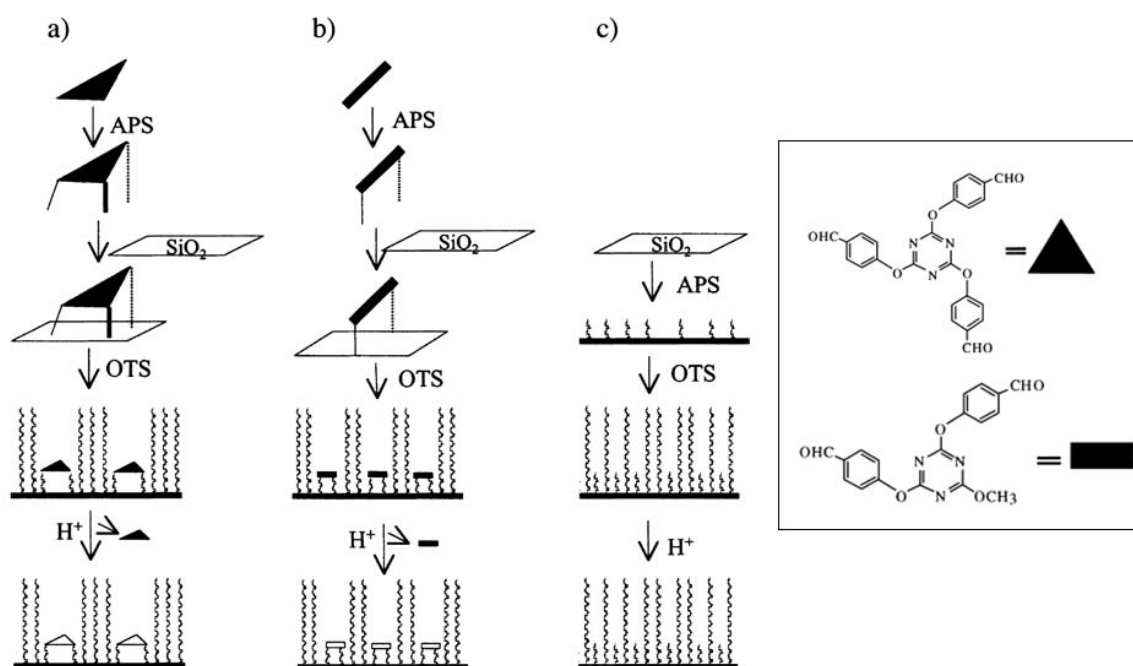 a)
b)
c)
APS
SiO₂
OTS
H⁺
APS
SiO₂
OTS
H⁺
SiO₂
APS
OTS
H⁺
CHO
O
OHC
N
N
N
O
O
=
CHO
CHO
O
OHC
N
N
N
O
OCH3
=